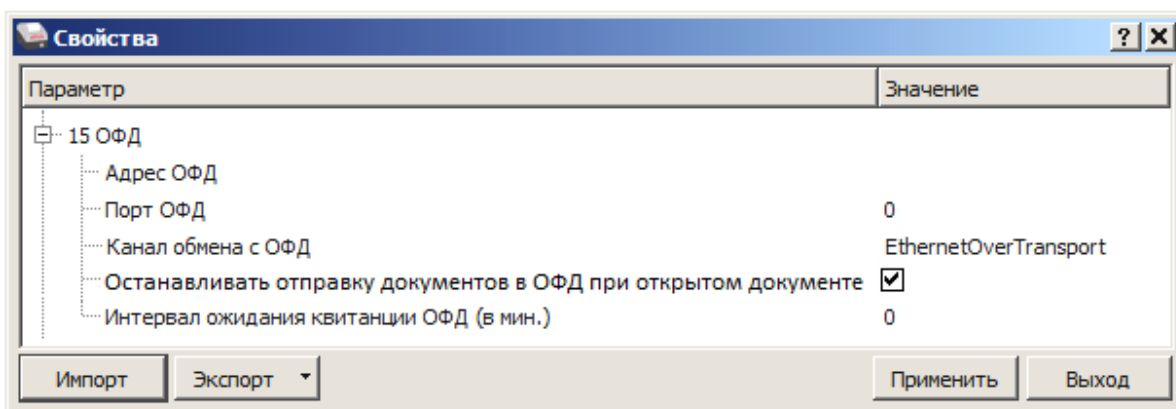 Свойства
Параметр Значение
15 ОФД
Адрес ОФД
Порт ОФД 0
Канал обмена с ОФД EthernetOverTransport
Останавливать отправку документов в ОФД при открытом документе
Интервал ожидания квитанции ОФД (в мин.) 0
Импорт Экспорт Применить Выход